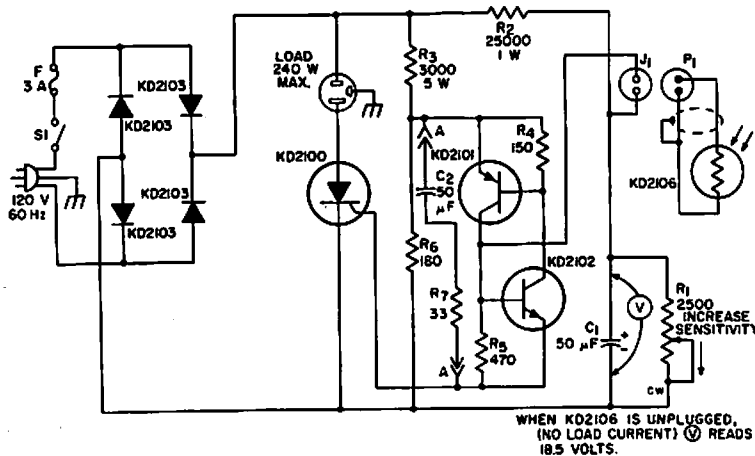 F
3 A
S1
120 V
60 Hz
KD2103
KD2103
KD2103
KD2103
LOAD
240 W
MAX.
KD2100
R3
3000
5 W
R2
25000
1 W
A
KD2101
R4
150
C2
50
µF
R6
180
R7
33
A
KD2102
R5
470
J1
P1
KD2106
C1
50 µF
+
-
V
R1
2500
INCREASE
SENSITIVITY
CW
WHEN KD2106 IS UNPLUGGED,
(NO LOAD CURRENT) V READS
18.5 VOLTS.